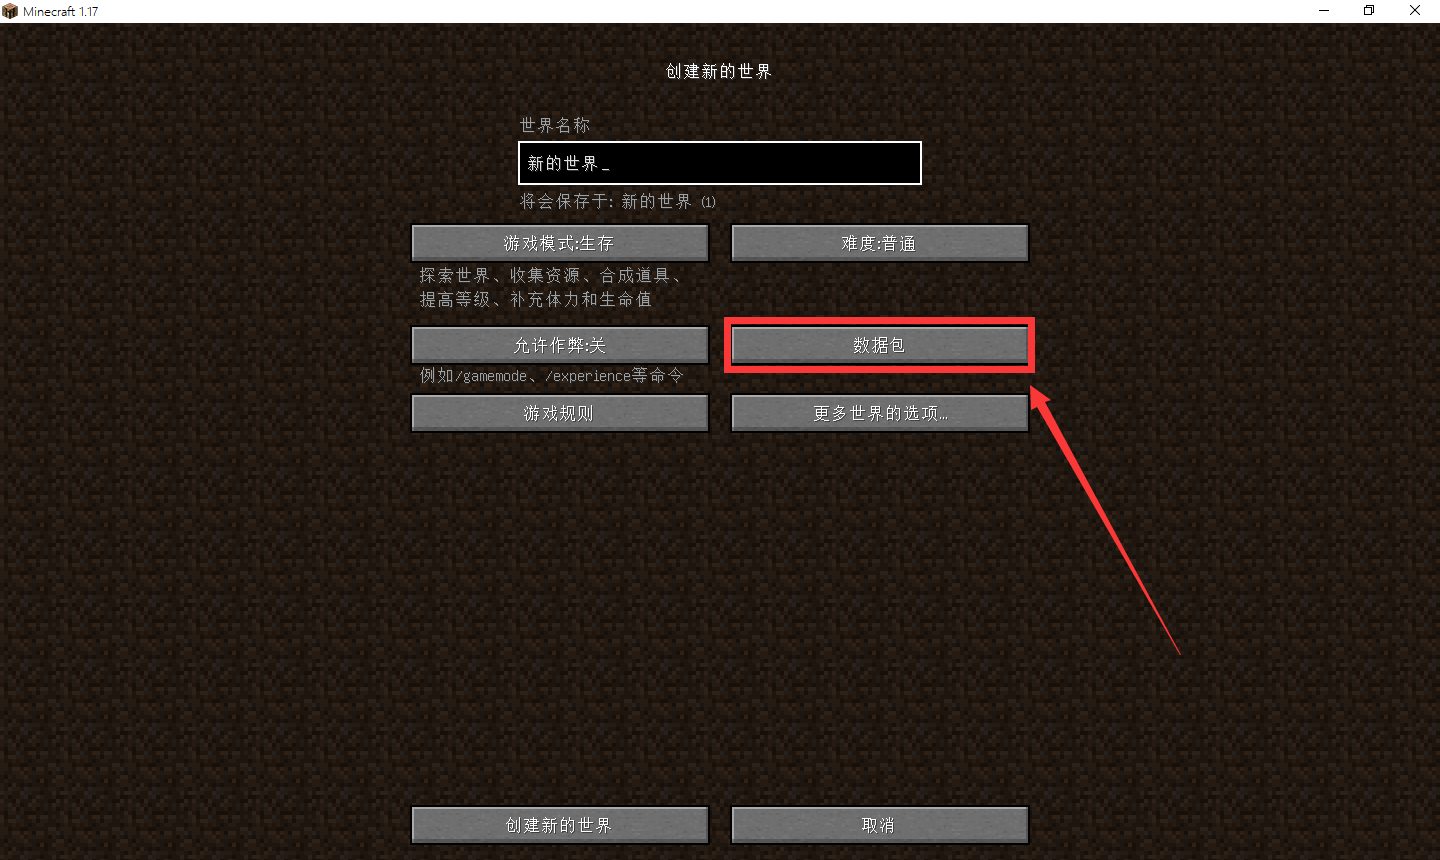 Minecraft 1.17
创建新的世界
世界名称
新的世界_
将会保存于: 新的世界 (1)
游戏模式:生存
难度:普通
探索世界、收集资源、合成道具、
提高等级、补充体力和生命值
允许作弊:关
数据包
例如/gamemode、/experience等命令
游戏规则
更多世界的选项...
创建新的世界
取消